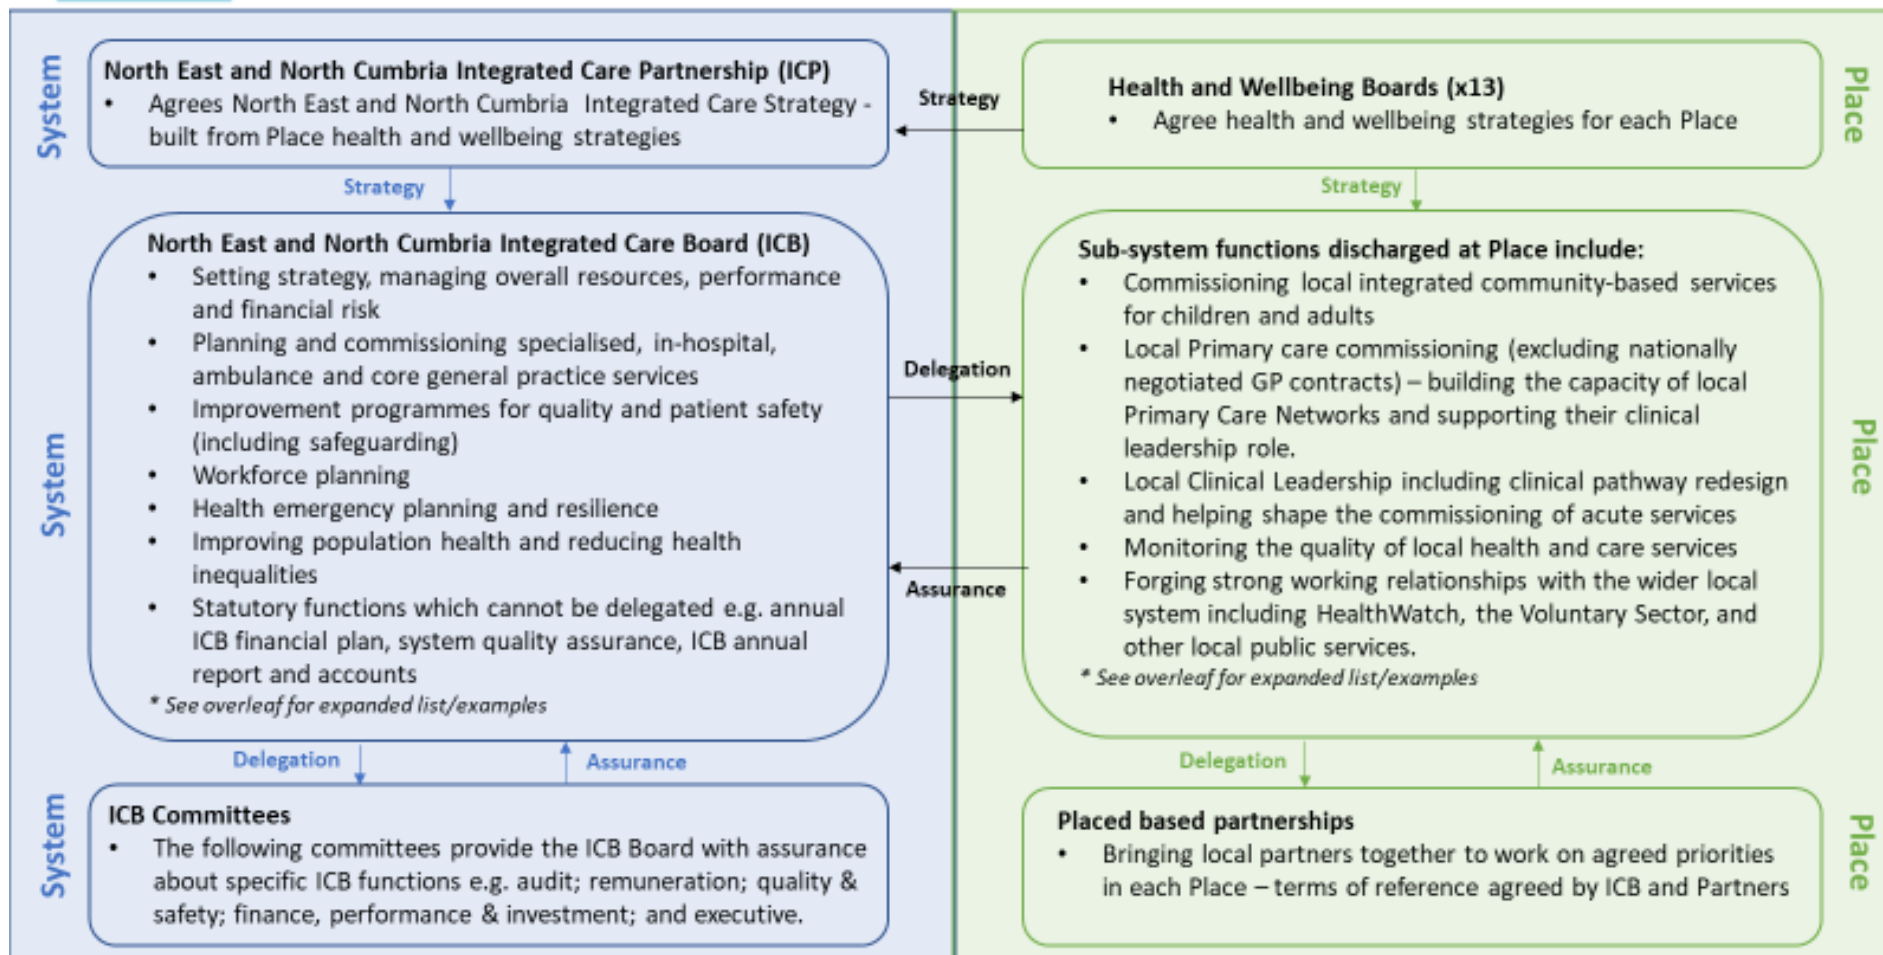 System
North East and North Cumbria Integrated Care Partnership (ICP)
• Agrees North East and North Cumbria Integrated Care Strategy -
built from Place health and wellbeing strategies
Strategy
Health and Wellbeing Boards (x13)
• Agree health and wellbeing strategies for each Place
Place
Strategy
Strategy
System
North East and North Cumbria Integrated Care Board (ICB)
• Setting strategy, managing overall resources, performance
and financial risk
• Planning and commissioning specialised, in-hospital,
ambulance and core general practice services
• Improvement programmes for quality and patient safety
(including safeguarding)
• Workforce planning
• Health emergency planning and resilience
• Improving population health and reducing health
inequalities
• Statutory functions which cannot be delegated e.g. annual
ICB financial plan, system quality assurance, ICB annual
report and accounts
* See overleaf for expanded list/examples
Delegation
Assurance
Sub-system functions discharged at Place include:
• Commissioning local integrated community-based services
for children and adults
• Local Primary care commissioning (excluding nationally
negotiated GP contracts) – building the capacity of local
Primary Care Networks and supporting their clinical
leadership role.
• Local Clinical Leadership including clinical pathway redesign
and helping shape the commissioning of acute services
• Monitoring the quality of local health and care services
• Forging strong working relationships with the wider local
system including HealthWatch, the Voluntary Sector, and
other local public services.
* See overleaf for expanded list/examples
Place
Delegation
Assurance
Delegation
Assurance
System
ICB Committees
• The following committees provide the ICB Board with assurance
about specific ICB functions e.g. audit; remuneration; quality &
safety; finance, performance & investment; and executive.
Placed based partnerships
• Bringing local partners together to work on agreed priorities
in each Place – terms of reference agreed by ICB and Partners
Place